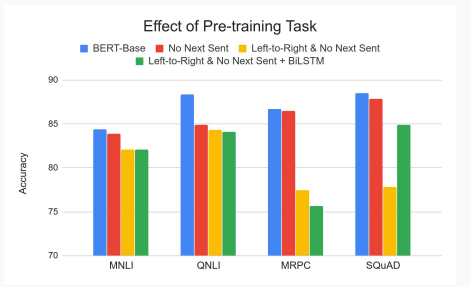 Effect of Pre-training Task
BERT-Base No Next Sent Left-to-Right & No Next Sent
Left-to-Right & No Next Sent + BiLSTM
90
85
80
75
70
Accuracy
MNLI QNLI MRPC SQuAD